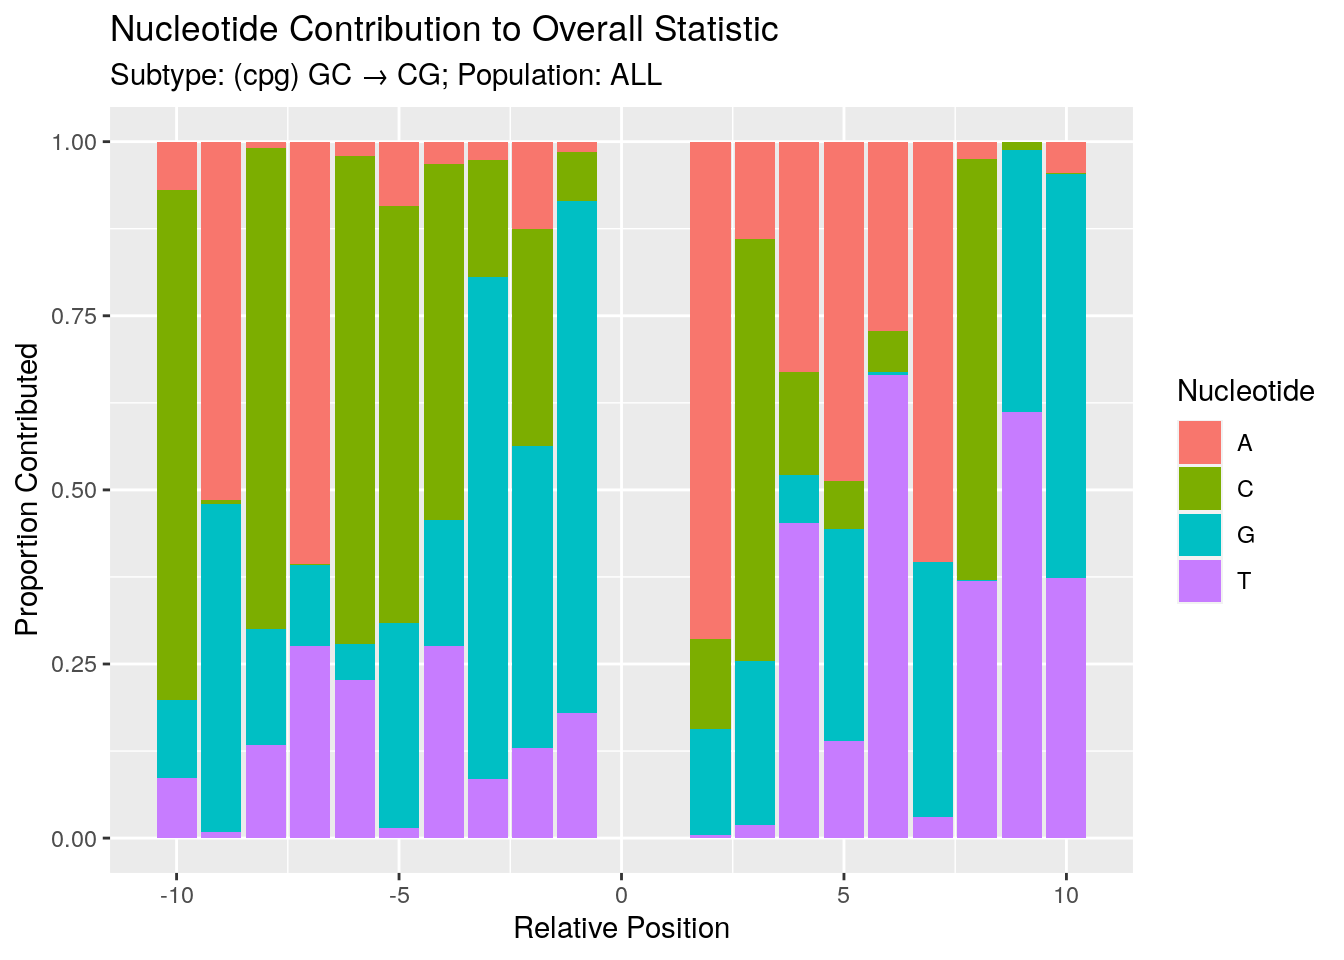 Nucleotide Contribution to Overall Statistic
Subtype: (cpg) GC → CG; Population: ALL
1.00
0.75
0.50
0.25
0.00
Proportion Contributed
-10
-5
0
5
10
Relative Position
Nucleotide
A
C
G
T